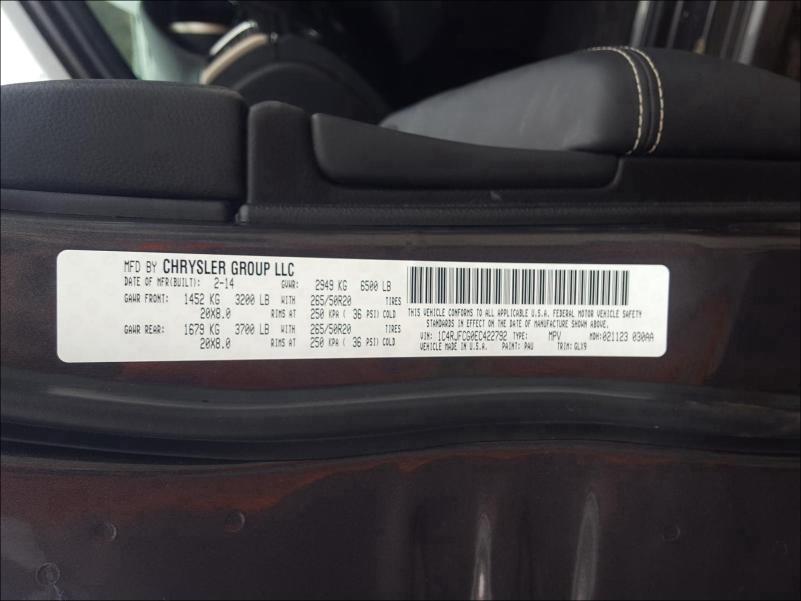 MFD BY CHRYSLER GROUP LLC
DATE OF MFR(BUILT): 2-14 GVWR: 2949 KG 6500 LB
GAWR FRONT: 1452 KG 3200 LB WITH 265/50R20 TIRES
20X8.0 RIMS AT 250 KPA ( 36 PSI) COLD
GAWR REAR: 1679 KG 3700 LB WITH 265/50R20 TIRES
20X8.0 RIMS AT 250 KPA ( 36 PSI) COLD
THIS VEHICLE CONFORMS TO ALL APPLICABLE U.S.A. FEDERAL MOTOR VEHICLE SAFETY
STANDARDS IN EFFECT ON THE DATE OF MANUFACTURE SHOWN ABOVE.
VIN: 1C4RJFCG0EC422792 TYPE: MPV MDH:021123 030AA
VEHICLE MADE IN U.S.A. PAINT: PAU TRIM: GLX9